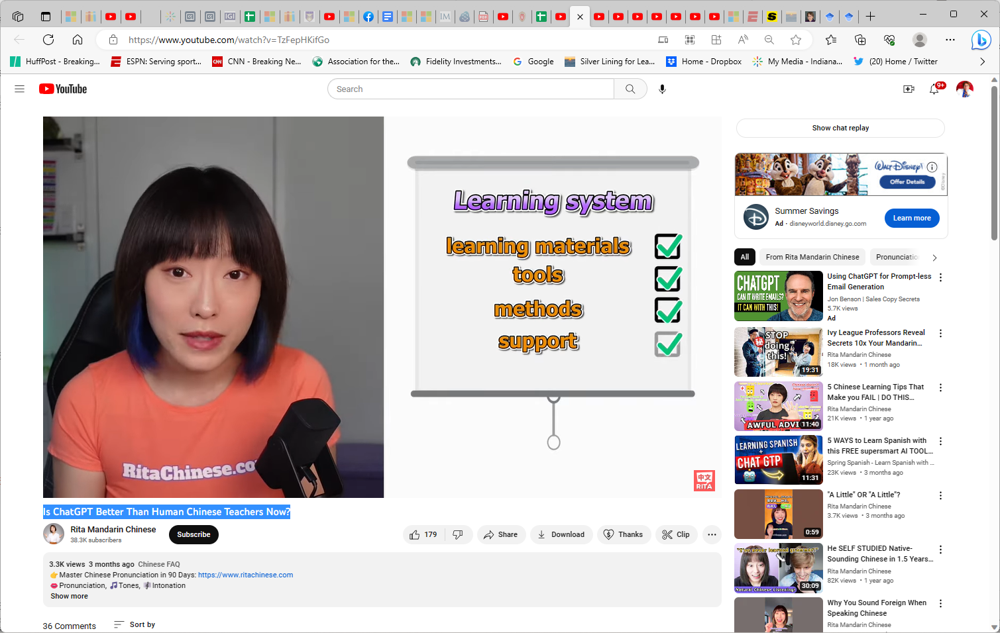 https://www.youtube.com/watch?v=TzFepHKifGo
HuffPost - Breaking...
ESPN: Serving sport...
CNN - Breaking Ne...
Association for the...
Fidelity Investments...
Google
Silver Lining for Lea...
Home - Dropbox
My Media - Indiana...
(20) Home / Twitter
YouTube
Search
9+
Learning system
learning materials
tools
methods
support
RitaChinese.co
中文
RITA
Is ChatGPT Better Than Human Chinese Teachers Now?
Rita Mandarin Chinese
38.3K subscribers
Subscribe
179
Share
Download
Thanks
Clip
3.3K views 3 months ago Chinese FAQ
👉Master Chinese Pronunciation in 90 Days: https://www.ritachinese.com
👄Pronunciation, 🎵Tones, 🎼Intonation
Show more
36 Comments
Sort by
Show chat replay
WALT DISNEY
Offer Details
©Disney
Summer Savings
Ad · disneyworld.disney.go.com
Learn more
All
From Rita Mandarin Chinese
Pronunciatio
CHATGPT
CAN IT WRITE EMAILS?
IT CAN WITH THIS!
Using ChatGPT for Prompt-less
Email Generation
Jon Benson | Sales Copy Secrets
5.7K views
Ad
STOP
doing
this!
19:31
Ivy League Professors Reveal
Secrets 10x Your Mandarin...
Rita Mandarin Chinese
18K views • 1 month ago
AWFUL ADVI
11:40
5 Chinese Learning Tips That
Make you FAIL | DO THIS...
Rita Mandarin Chinese
21K views • 1 year ago
LEARNING SPANISH
+
CHAT GTP
11:31
5 WAYS to Learn Spanish with
this FREE supersmart AI TOOL...
Spring Spanish - Learn Spanish with ...
23K views • 3 months ago
0:59
"A Little" OR "A Little"?
Rita Mandarin Chinese
3.7K views • 3 months ago
"I've never learned grammar!"
Natural Chinese Listening!
30:09
He SELF STUDIED Native-
Sounding Chinese in 1.5 Years...
Rita Mandarin Chinese
82K views • 1 year ago
Why You Sound Foreign When
Speaking Chinese
Rita Mandarin Chinese